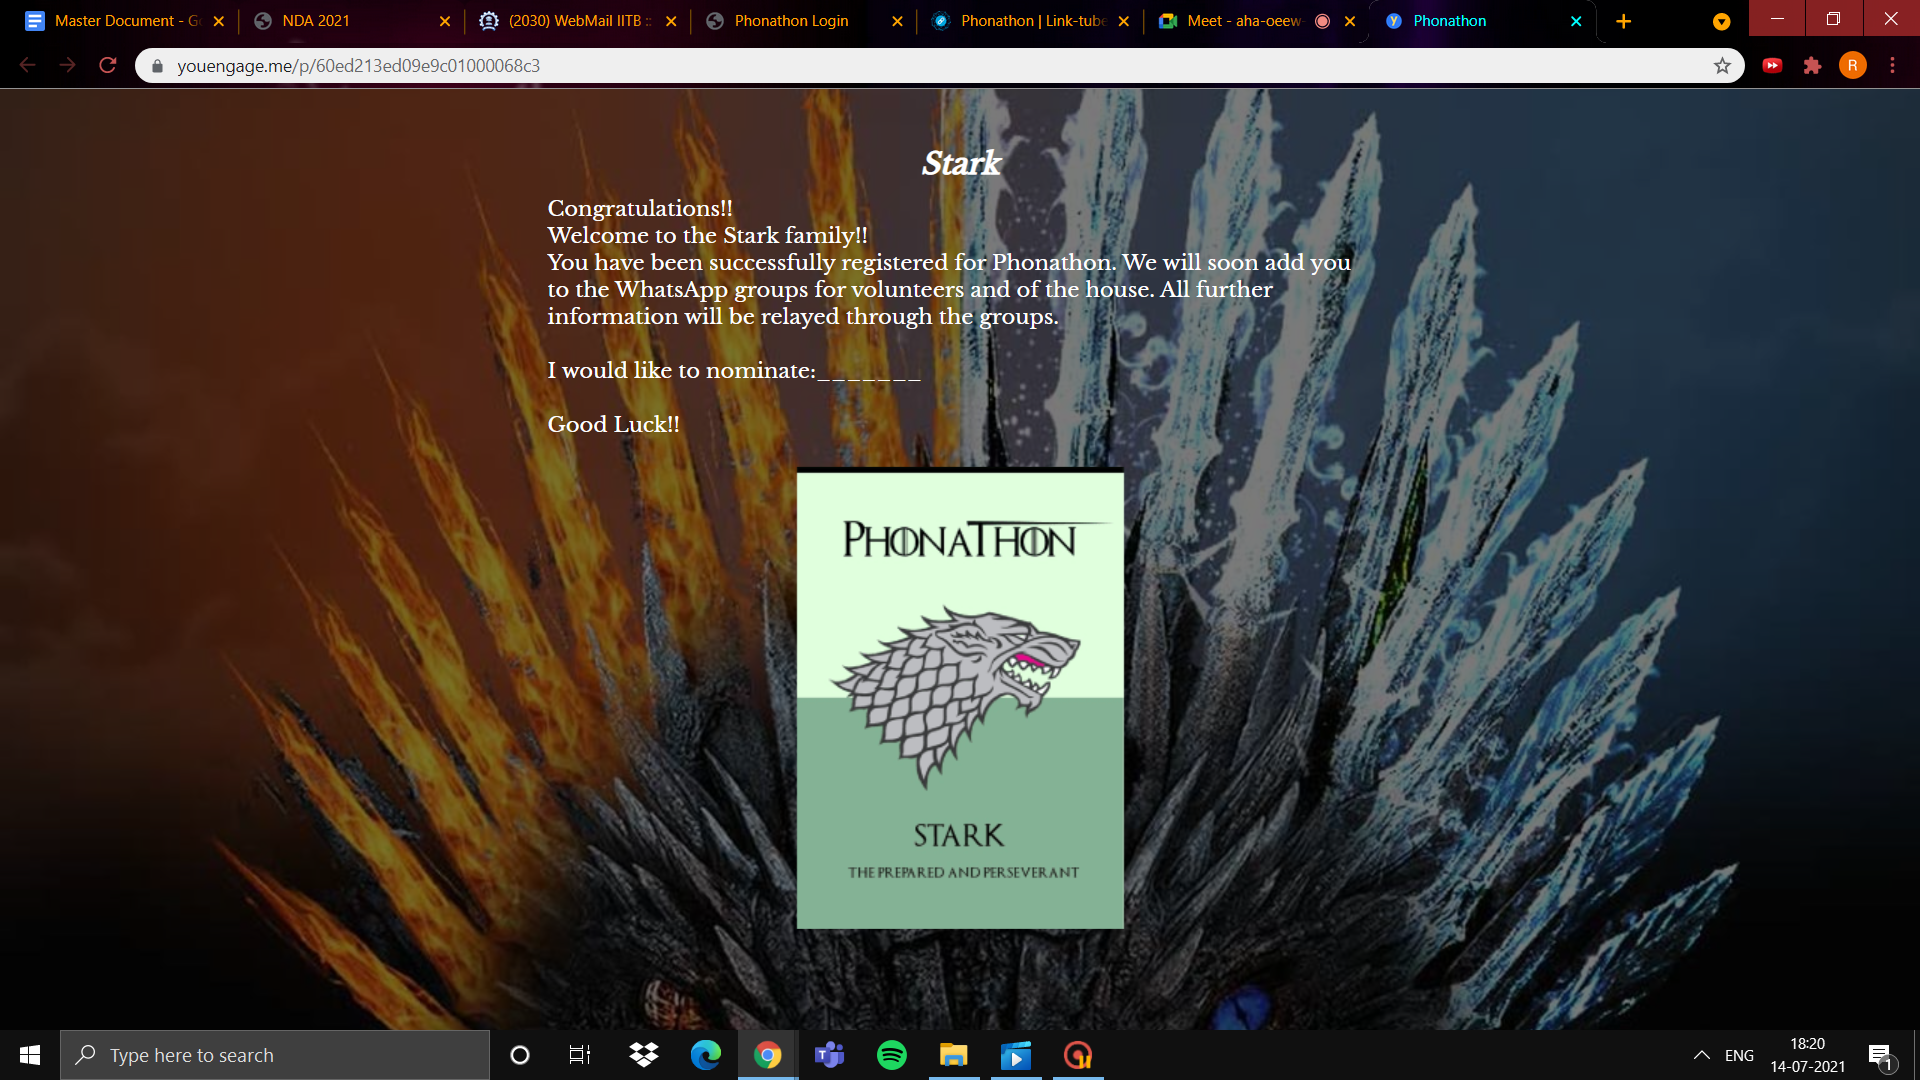 Master Document - G
NDA 2021
(2030) WebMail IITB ::
Phonathon Login
Phonathon | Link-tube
Meet - aha-oeew-
Phonathon
youengage.me/p/60ed213ed09e9c01000068c3
R
Stark
Congratulations!!
Welcome to the Stark family!!
You have been successfully registered for Phonathon. We will soon add you
to the WhatsApp groups for volunteers and of the house. All further
information will be relayed through the groups.
I would like to nominate:_______
Good Luck!!
PHONATHON
STARK
THE PREPARED AND PERSEVERANT
Type here to search
ENG
18:20
14-07-2021
1